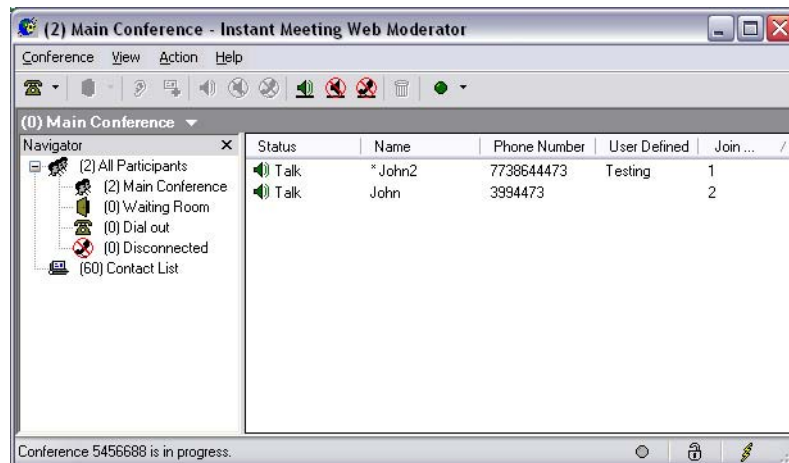 (2) Main Conference - Instant Meeting Web Moderator
Conference View Action Help
(0) Main Conference
Navigator
(2) All Participants
(2) Main Conference
(0) Waiting Room
(0) Dial out
(0) Disconnected
(60) Contact List
Status Name Phone Number User Defined Join ...
Talk *John2 7738644473 Testing 1
Talk John 3994473 2
Conference 5456688 is in progress.